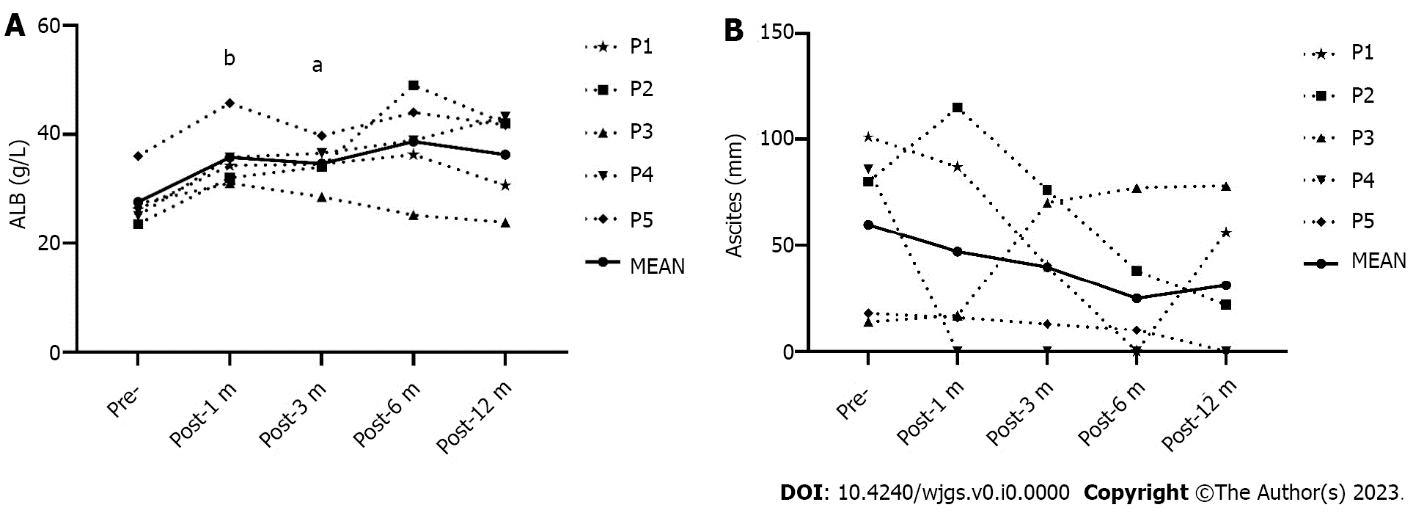 A
ALB (g/L)
60
40
20
0
b
a
Pre-
Post-1 m
Post-3 m
Post-6 m
Post-12 m
P1
P2
P3
P4
P5
MEAN
B
Ascites (mm)
150
100
50
0
Pre-
Post-1 m
Post-3 m
Post-6 m
Post-12 m
P1
P2
P3
P4
P5
MEAN
DOI: 10.4240/wjgs.v0.i0.0000 Copyright ©The Author(s) 2023.